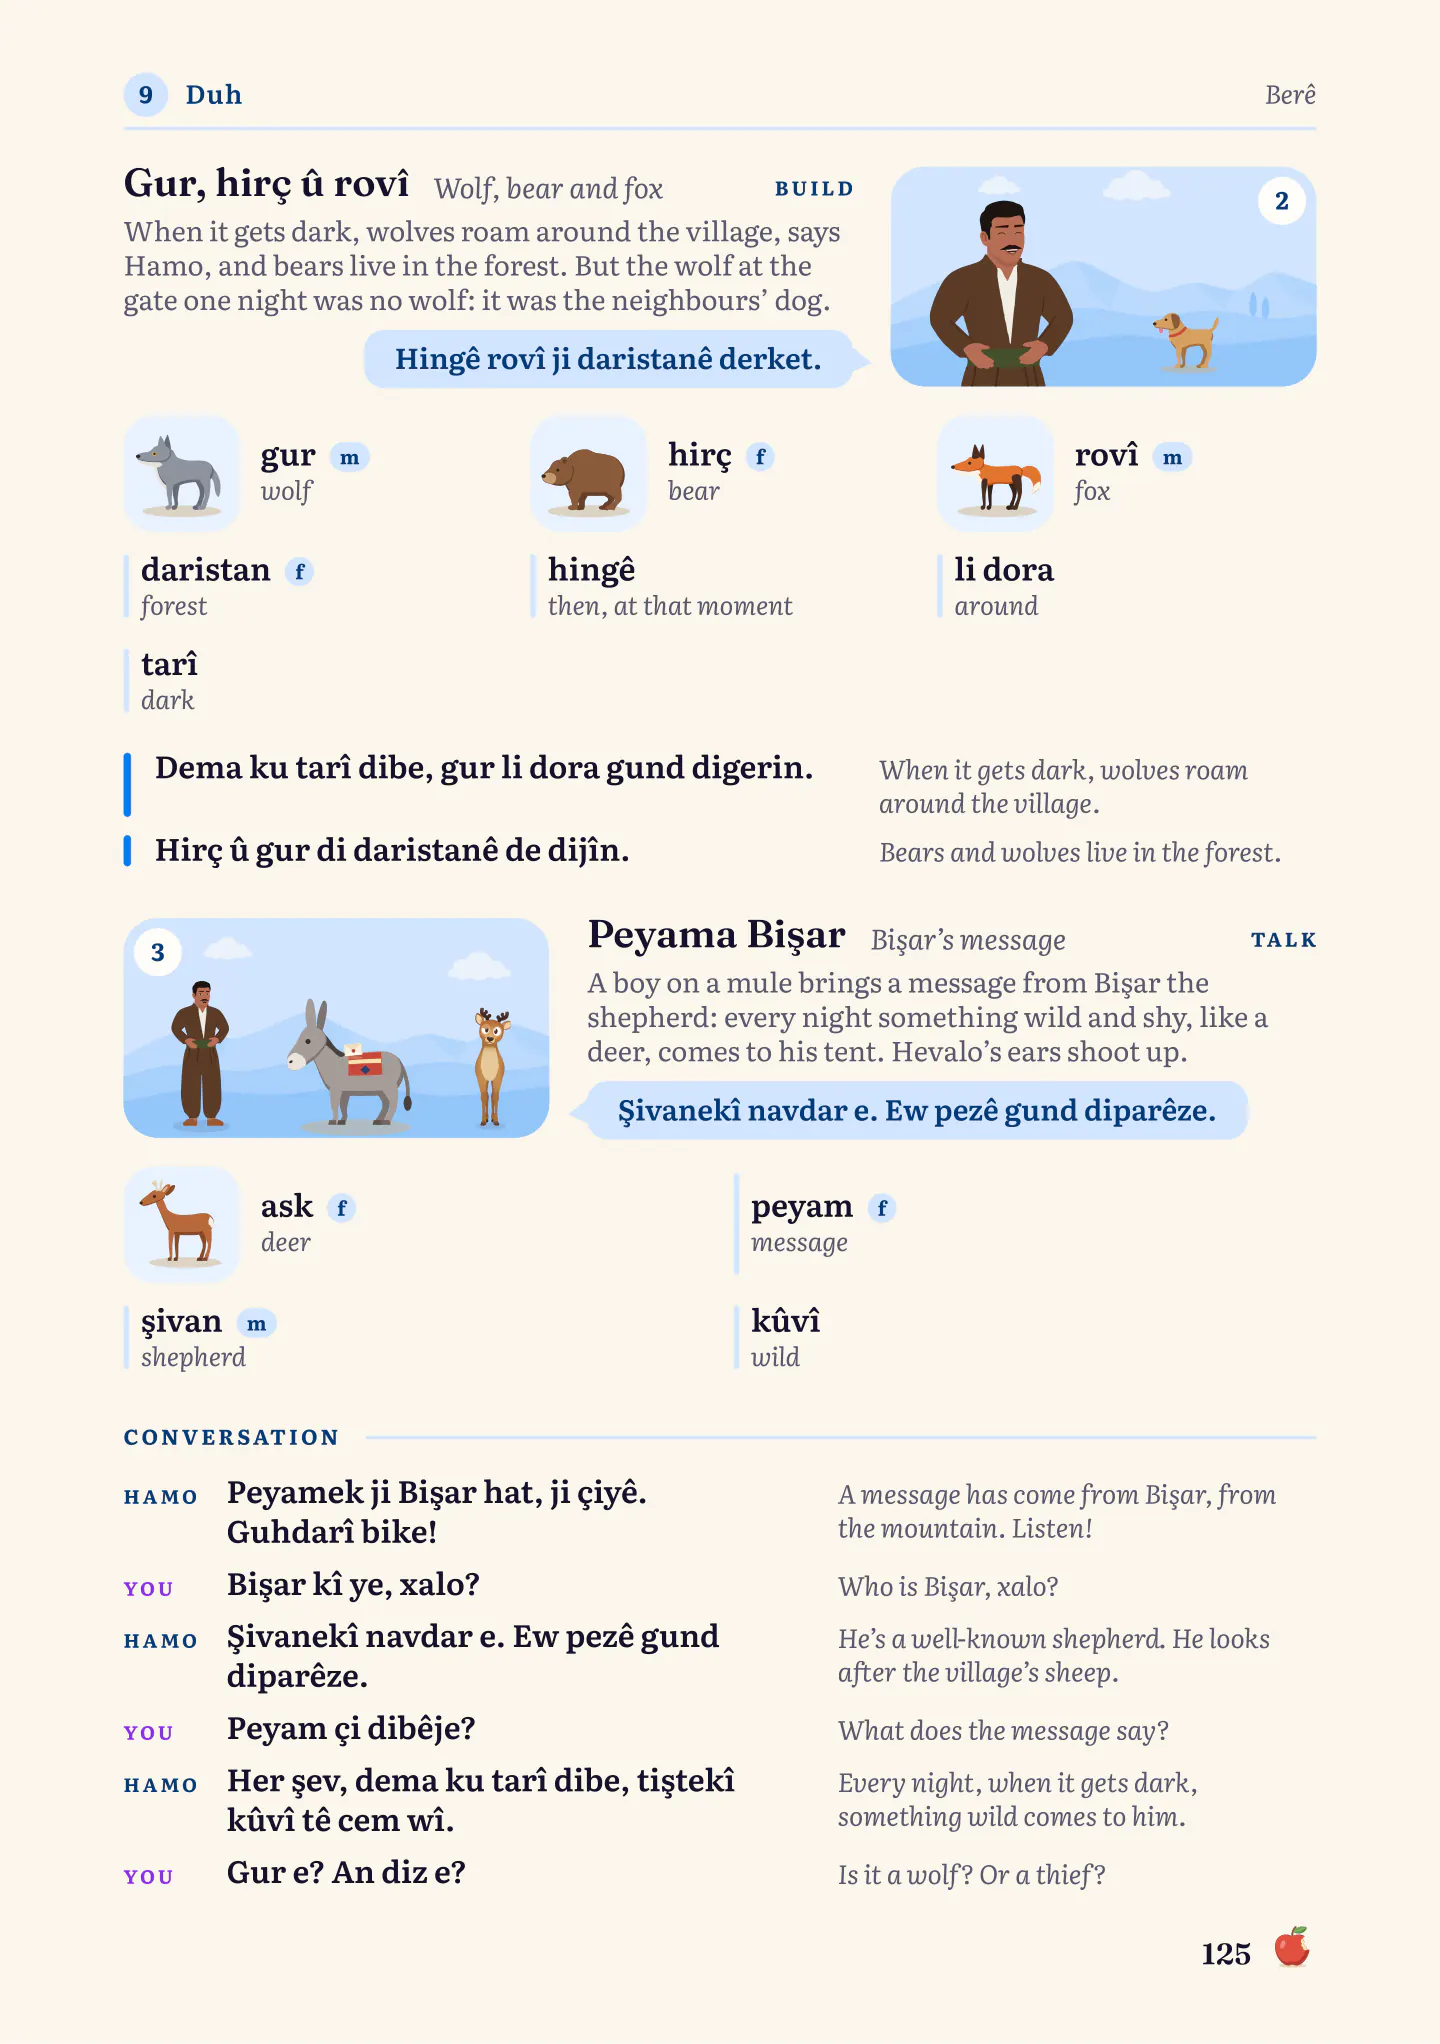 9 Duh
Berê
Gur, hirç û rovî Wolf, bear and fox BUILD
When it gets dark, wolves roam around the village, says
Hamo, and bears live in the forest. But the wolf at the
gate one night was no wolf: it was the neighbours’ dog.
Hingê rovî ji daristanê derket.
2
gur m
wolf
hirç f
bear
rovî m
fox
daristan f
forest
hingê
then, at that moment
li dora
around
tarî
dark
Dema ku tarî dibe, gur li dora gund digerin.
When it gets dark, wolves roam
around the village.
Hirç û gur di daristanê de dijîn.
Bears and wolves live in the forest.
3
Peyama Bişar Bişar’s message TALK
A boy on a mule brings a message from Bişar the
shepherd: every night something wild and shy, like a
deer, comes to his tent. Hevalo’s ears shoot up.
Şivanekî navdar e. Ew pezê gund diparêze.
ask f
deer
peyam f
message
şivan m
shepherd
kûvî
wild
CONVERSATION
HAMO Peyamek ji Bişar hat, ji çiyê.
Guhdarî bike!
A message has come from Bişar, from
the mountain. Listen!
YOU Bişar kî ye, xalo?
Who is Bişar, xalo?
HAMO Şivanekî navdar e. Ew pezê gund
diparêze.
He’s a well-known shepherd. He looks
after the village’s sheep.
YOU Peyam çi dibêje?
What does the message say?
HAMO Her şev, dema ku tarî dibe, tiştekî
kûvî tê cem wî.
Every night, when it gets dark,
something wild comes to him.
YOU Gur e? An diz e?
Is it a wolf? Or a thief?
125